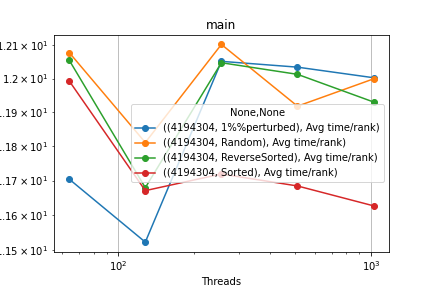 main
1.21 × 10¹
1.2 × 10¹
1.19 × 10¹
1.18 × 10¹
1.17 × 10¹
1.16 × 10¹
1.15 × 10¹
None,None
((4194304, 1%%perturbed), Avg time/rank)
((4194304, Random), Avg time/rank)
((4194304, ReverseSorted), Avg time/rank)
((4194304, Sorted), Avg time/rank)
10² 10³
Threads